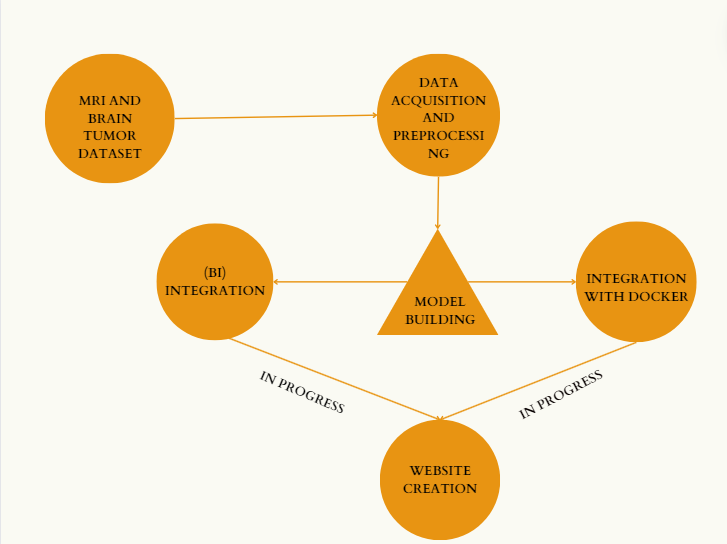 MRI AND
BRAIN
TUMOR
DATASET
DATA
ACQUISITION
AND
PREPROCESSI
NG
(BI)
INTEGRATION
MODEL
BUILDING
INTEGRATION
WITH DOCKER
IN PROGRESS
IN PROGRESS
WEBSITE
CREATION